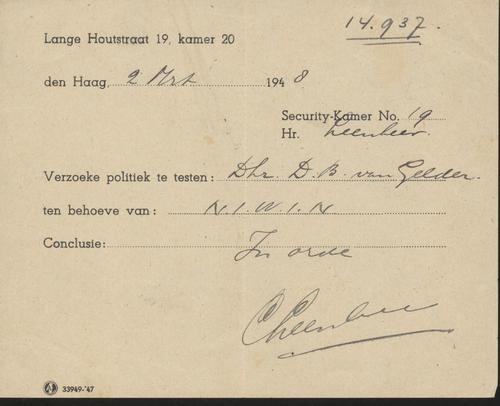 14.937.
Lange Houtstraat 19, kamer 20
den Haag, 2 Mrt 1948
Security-Kamer No. 19
Hr. Leenheer.
Verzoeke politiek te testen: Dhr. D. B. van Gelder.
ten behoeve van: N.I.W.I.N
Conclusie: In orde
33949-'47